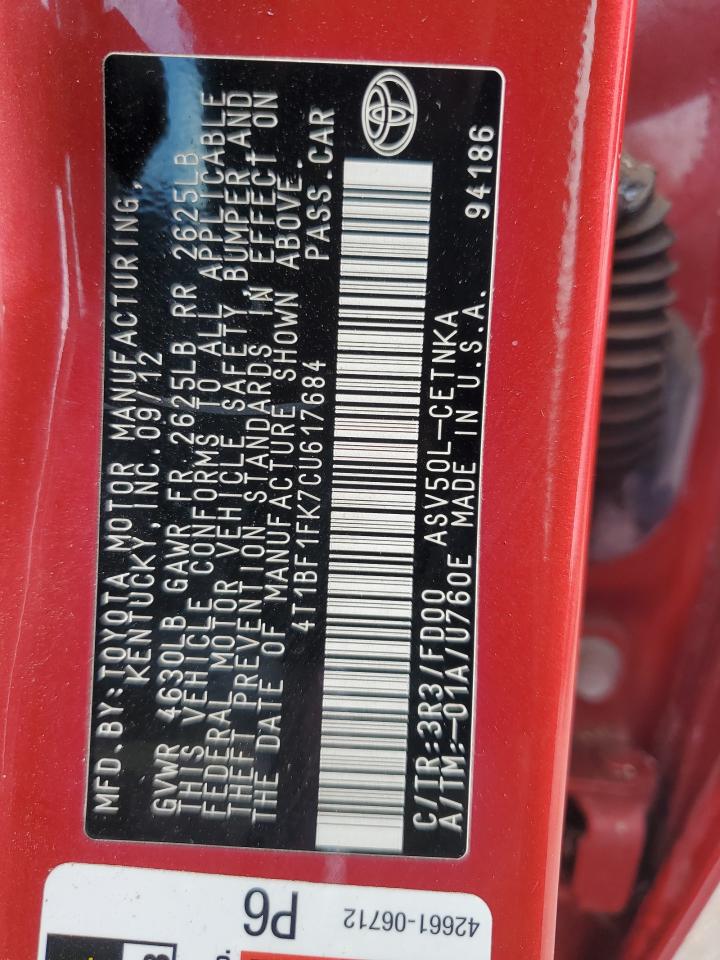 MFD.BY:TOYOTA MOTOR MANUFACTURING,
KENTUCKY,INC.09/12
GVWR 4630LB GAWR FR.2625LB RR 2625LB
THIS VEHICLE CONFORMS TO ALL APPLICABLE
FEDERAL MOTOR VEHICLE SAFETY, BUMPER AND
THEFT PREVENTION STANDARDS IN EFFECT ON
THE DATE OF MANUFACTURE SHOWN ABOVE.
4T1BF1FK7CU617684 PASS.CAR
C/TR:3R3/FD00 ASV50L-CETNKA
A/TM:-01A/U760E MADE IN U.S.A. 94186
P6
42661-06712